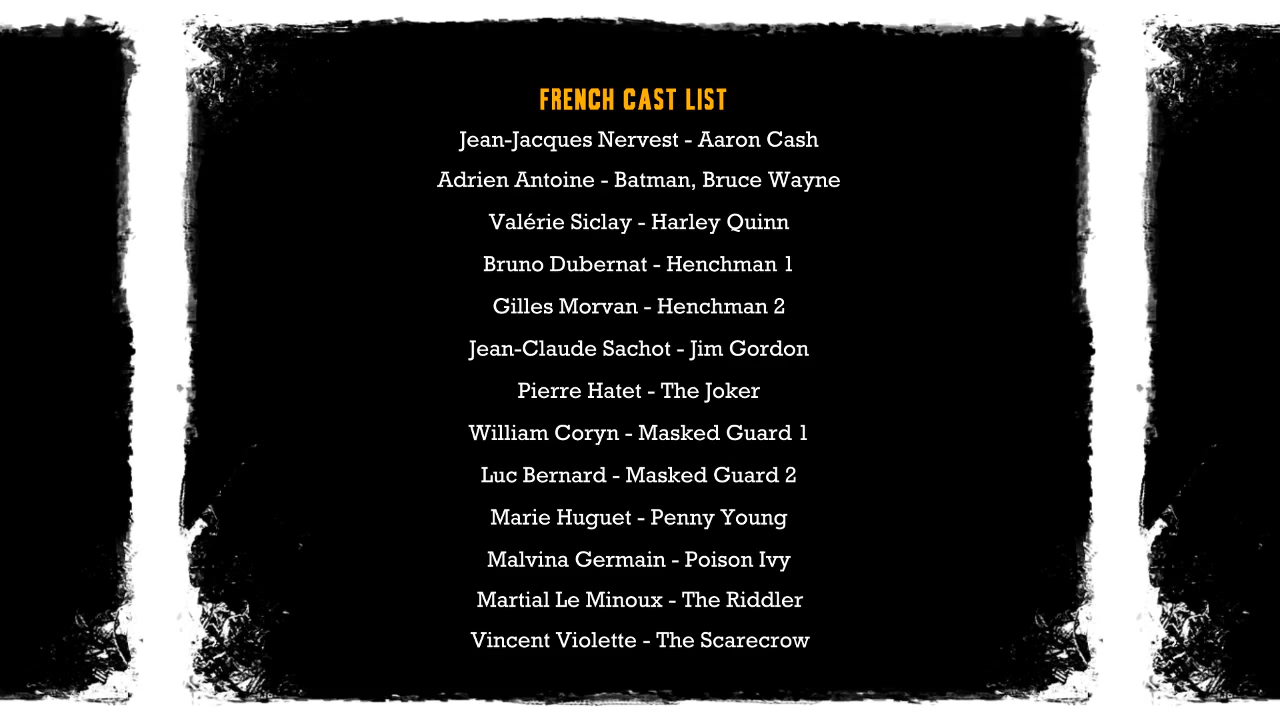 FRENCH CAST LIST
Jean-Jacques Nervest - Aaron Cash
Adrien Antoine - Batman, Bruce Wayne
Valérie Siclay - Harley Quinn
Bruno Dubernat - Henchman 1
Gilles Morvan - Henchman 2
Jean-Claude Sachot - Jim Gordon
Pierre Hatet - The Joker
William Coryn - Masked Guard 1
Luc Bernard - Masked Guard 2
Marie Huguet - Penny Young
Malvina Germain - Poison Ivy
Martial Le Minoux - The Riddler
Vincent Violette - The Scarecrow